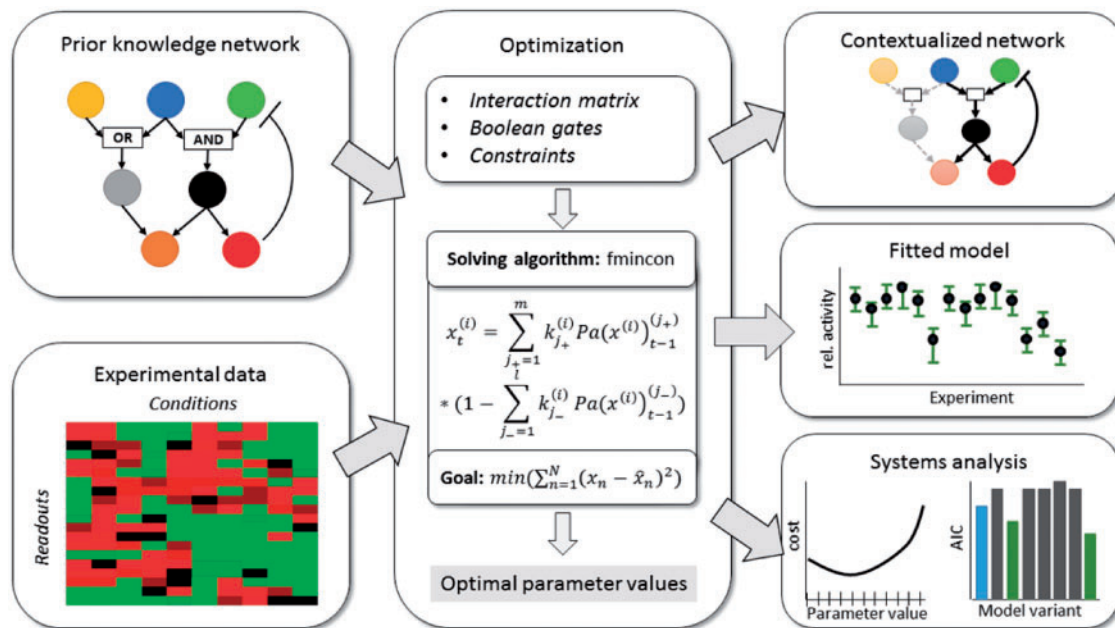 Prior knowledge network
OR
AND
Experimental data
Conditions
Readouts
Optimization
• Interaction matrix
• Boolean gates
• Constraints
Solving algorithm: fmincon
$x_t^{(i)} = \sum_{j_+=1}^{m} k_{j_+}^{(i)} Pa(x^{(i)})_{t-1}^{(j_+)}$
$* (1 - \sum_{j_-=1}^{l} k_{j_-}^{(i)} Pa(x^{(i)})_{t-1}^{(j_-)})$
Goal: $min(\sum_{n=1}^{N}(x_n - \hat{x}_n)^2)$
Optimal parameter values
Contextualized network
Fitted model
rel. activity
Experiment
Systems analysis
cost
Parameter value
AIC
Model variant